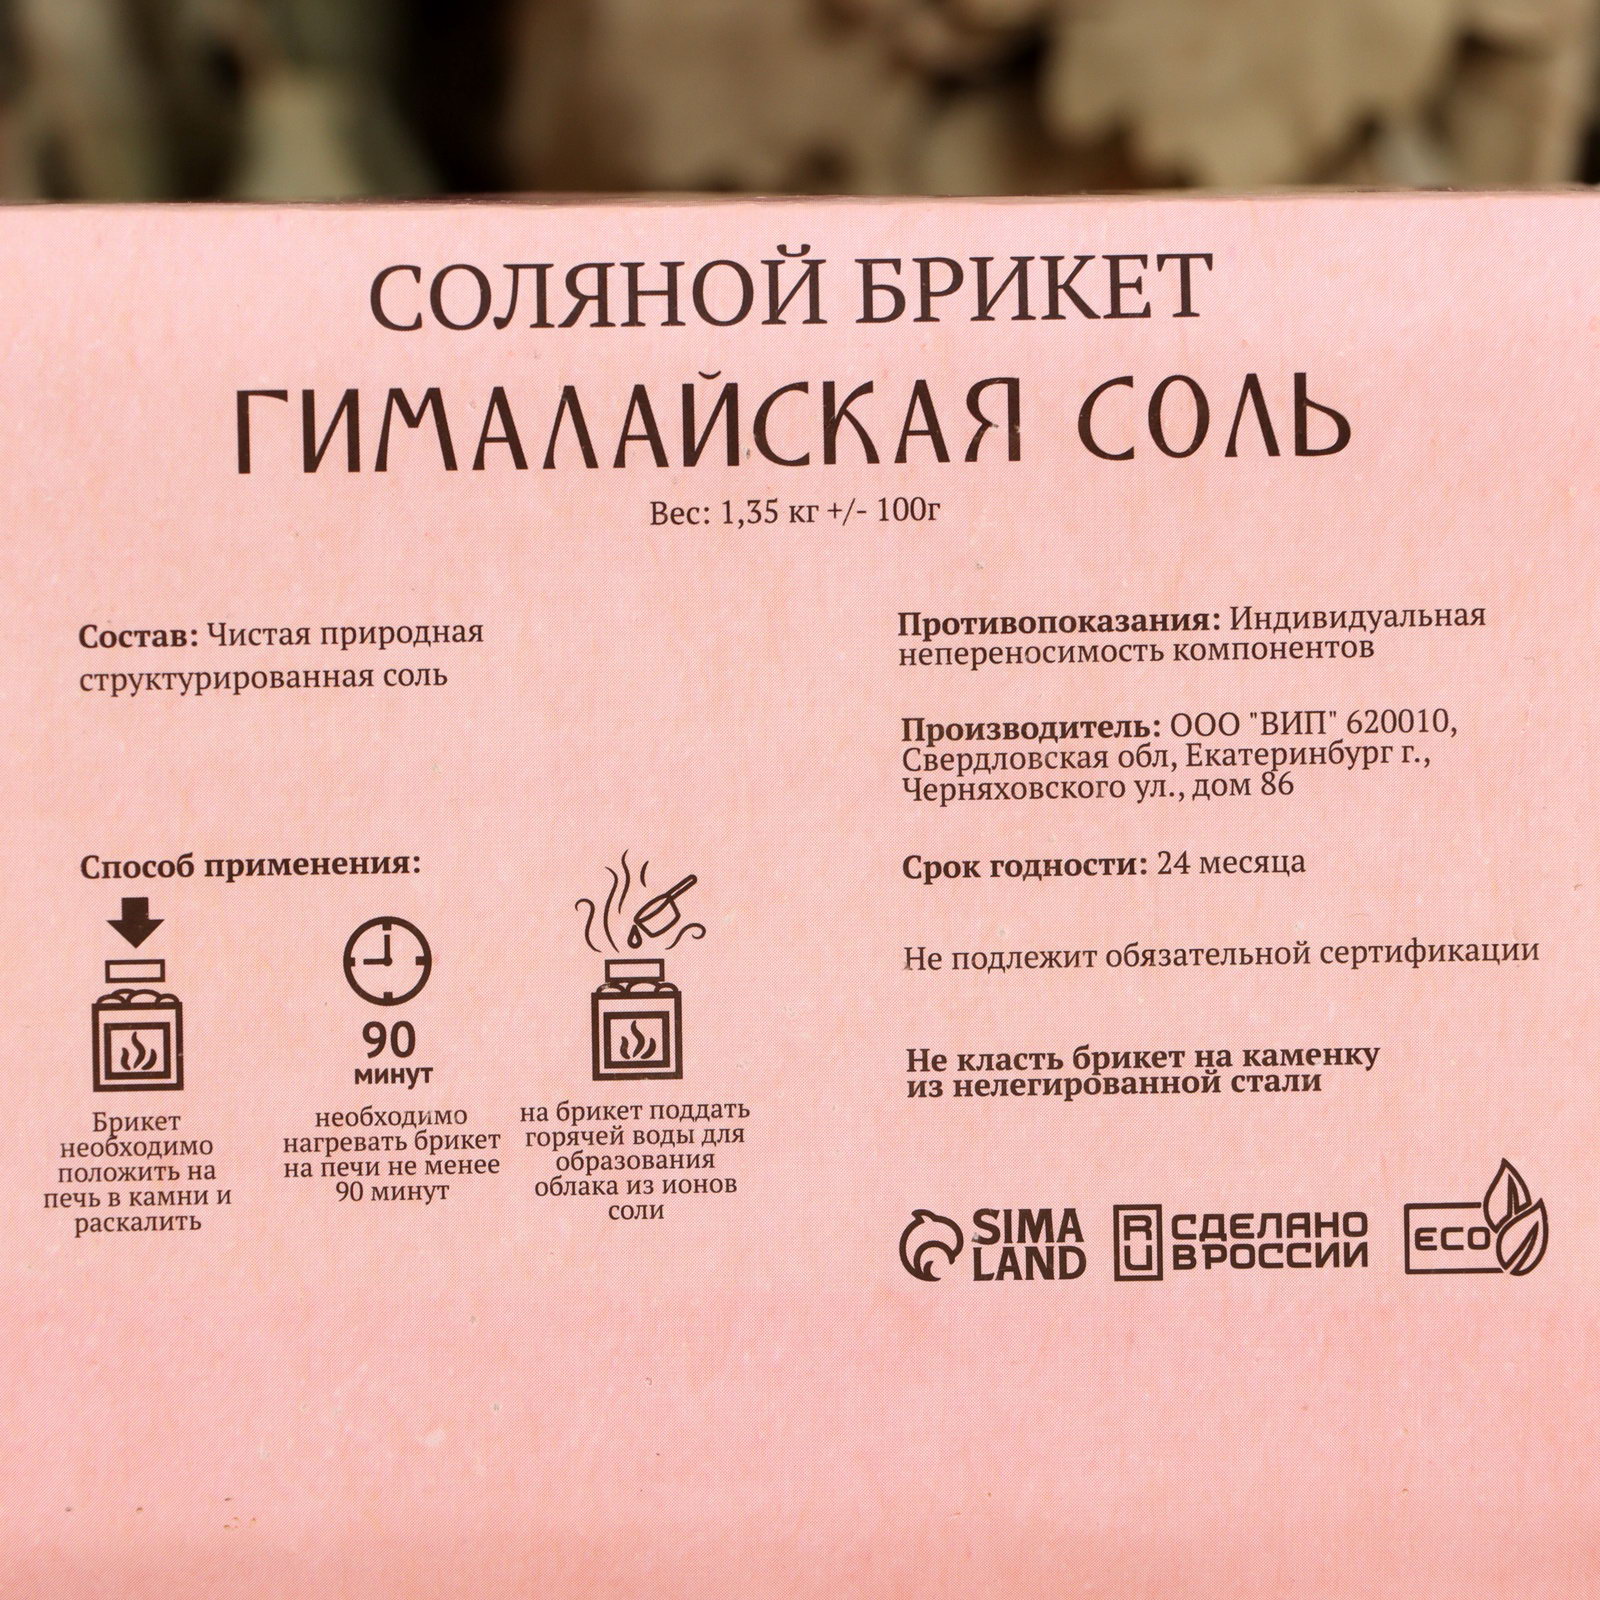 СОЛЯНОЙ БРИКЕТ
ГИМАЛАЙСКАЯ СОЛЬ
Вес: 1,35 кг +/- 100г
Состав: Чистая природная
структурированная соль
Способ применения:
Брикет
необходимо
положить на
печь в камни и
раскалить
90
минут
необходимо
нагревать брикет
на печи не менее
90 минут
на брикет поддать
горячей воды для
образования
облака из ионов
соли
Противопоказания: Индивидуальная
непереносимость компонентов
Производитель: ООО "ВИП" 620010,
Свердловская обл, Екатеринбург г.,
Черняховского ул., дом 86
Срок годности: 24 месяца
Не подлежит обязательной сертификации
Не класть брикет на каменку
из нелегированной стали
SIMA
LAND
RU
СДЕЛАНО
В РОССИИ
ECO